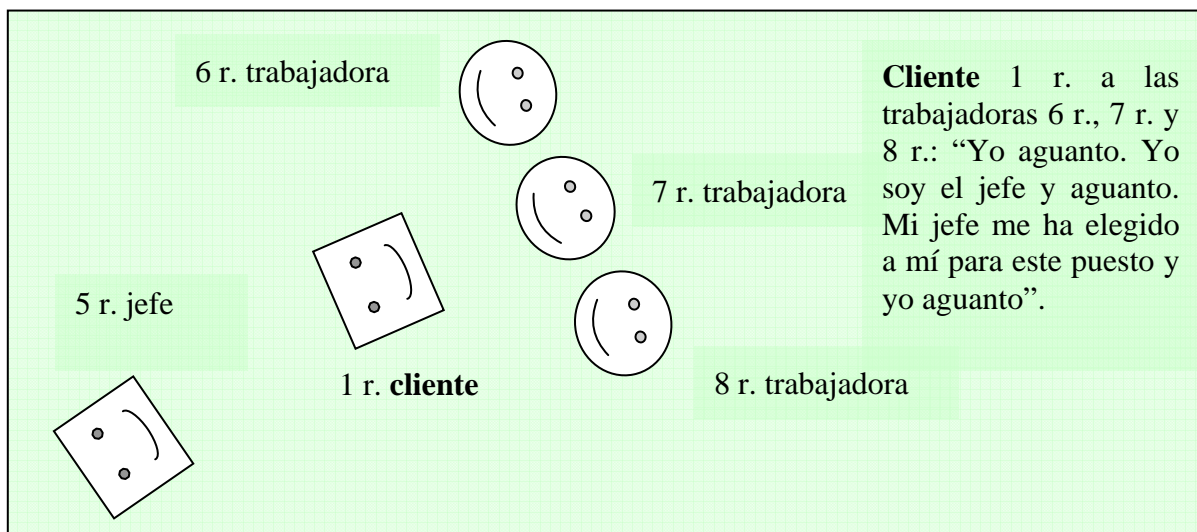 6 r. trabajadora
Cliente 1 r. a las
trabajadoras 6 r., 7 r. y
8 r.: “Yo aguanto. Yo
soy el jefe y aguanto.
Mi jefe me ha elegido
a mí para este puesto y
yo aguanto”.
7 r. trabajadora
5 r. jefe
1 r. cliente
8 r. trabajadora